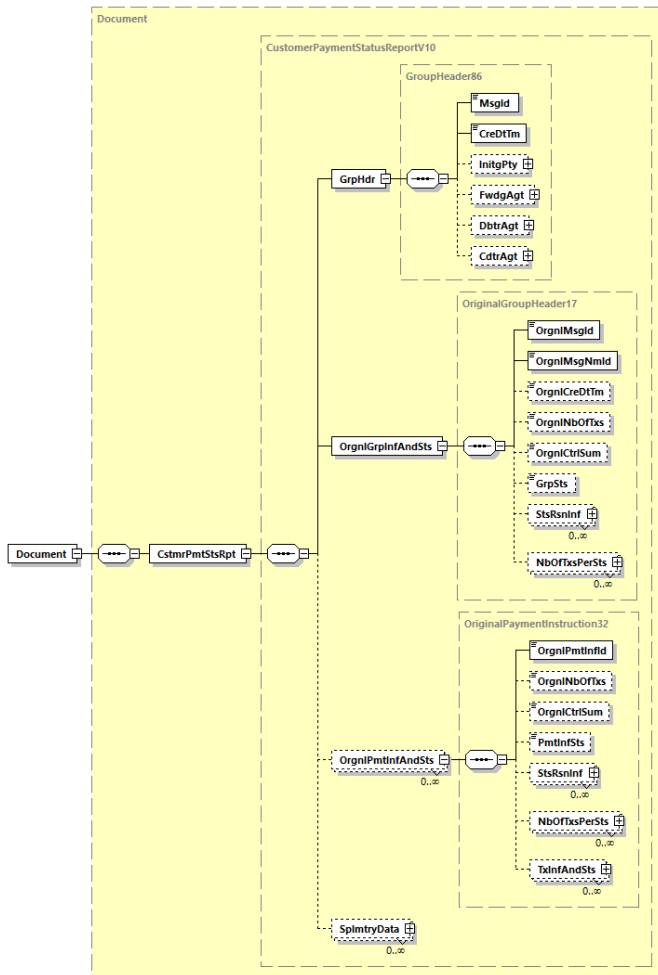 Document
CustomerPaymentStatusReportV10
GroupHeader86
MsgId
CreDtTm
InitgPty
GrpHdr
FwdgAgt
DbtrAgt
CdtrAgt
OriginalGroupHeader17
OrgnlMsgId
OrgnlMsgNmId
OrgnlCreDtTm
OrgnlNbOfTxs
OrgnlGrpInfAndSts
OrgnlCtrlSum
GrpSts
StsRsnInf
0..∞
Document
CstmrPmtStsRpt
NbOfTxsPerSts
0..∞
OriginalPaymentInstruction32
OrgnlPmtInfId
OrgnlNbOfTxs
OrgnlCtrlSum
PmtInfSts
OrgnlPmtInfAndSts
0..∞
StsRsnInf
0..∞
NbOfTxsPerSts
0..∞
TxInfAndSts
0..∞
SplmtryData
0..∞